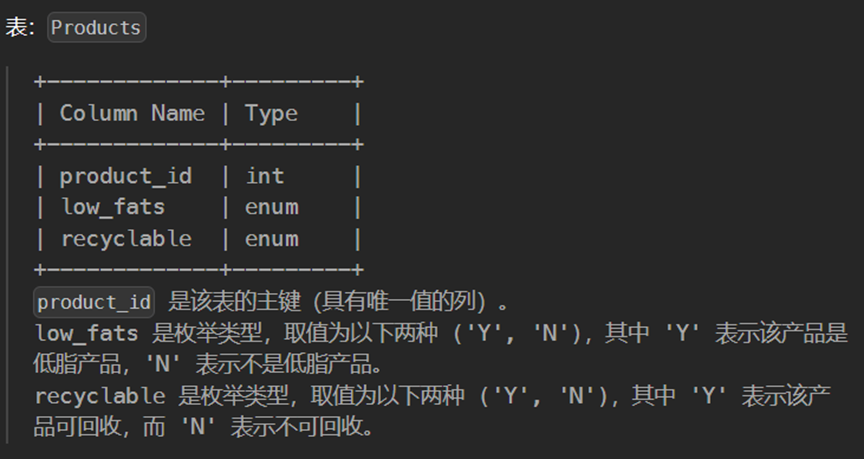 表：Products
+-------------+---------+
| Column Name | Type    |
+-------------+---------+
| product_id  | int     |
| low_fats    | enum    |
| recyclable  | enum    |
+-------------+---------+
product_id 是该表的主键（具有唯一值的列）。
low_fats 是枚举类型，取值为以下两种 ('Y', 'N')，其中 'Y' 表示该产品是
低脂产品，'N' 表示不是低脂产品。
recyclable 是枚举类型，取值为以下两种 ('Y', 'N')，其中 'Y' 表示该产
品可回收，而 'N' 表示不可回收。